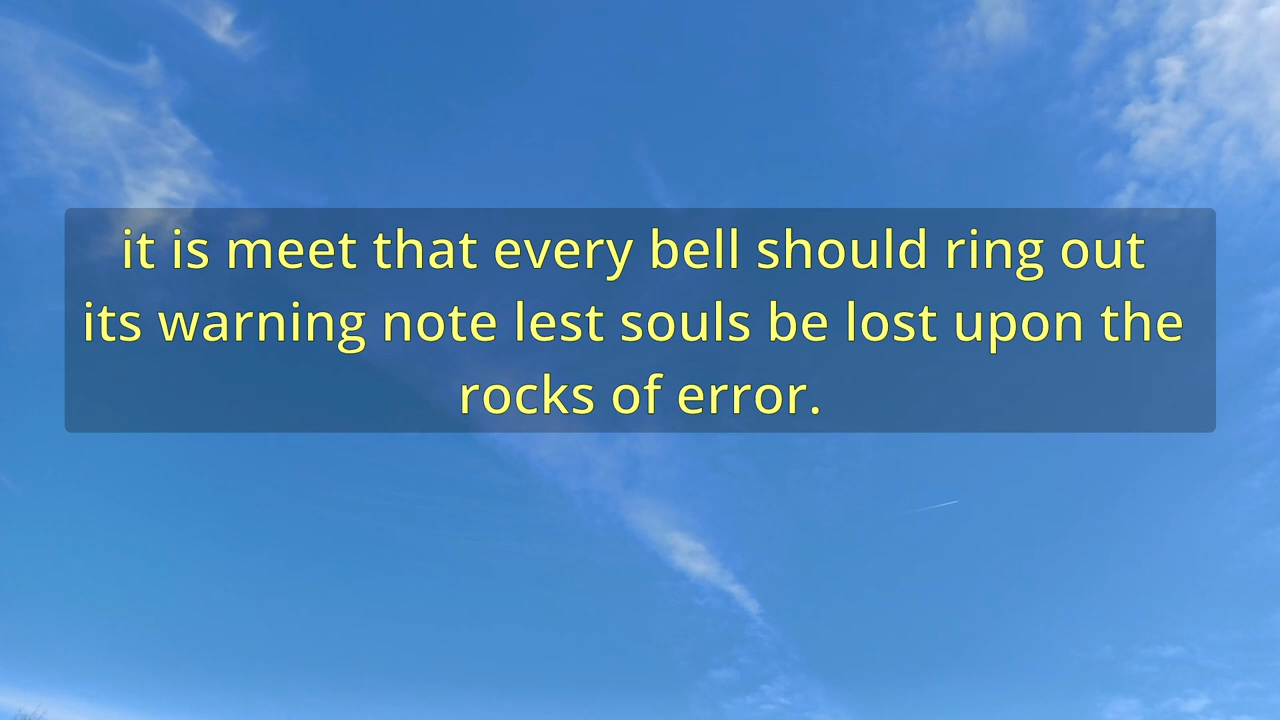 it is meet that every bell should ring out
its warning note lest souls be lost upon the
rocks of error.